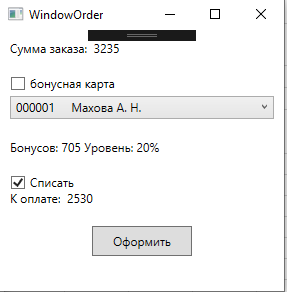 WindowOrder
Сумма заказа: 3235
бонусная карта
000001 Махова А. Н.
Бонусов: 705 Уровень: 20%
Списать
К оплате: 2530
Оформить